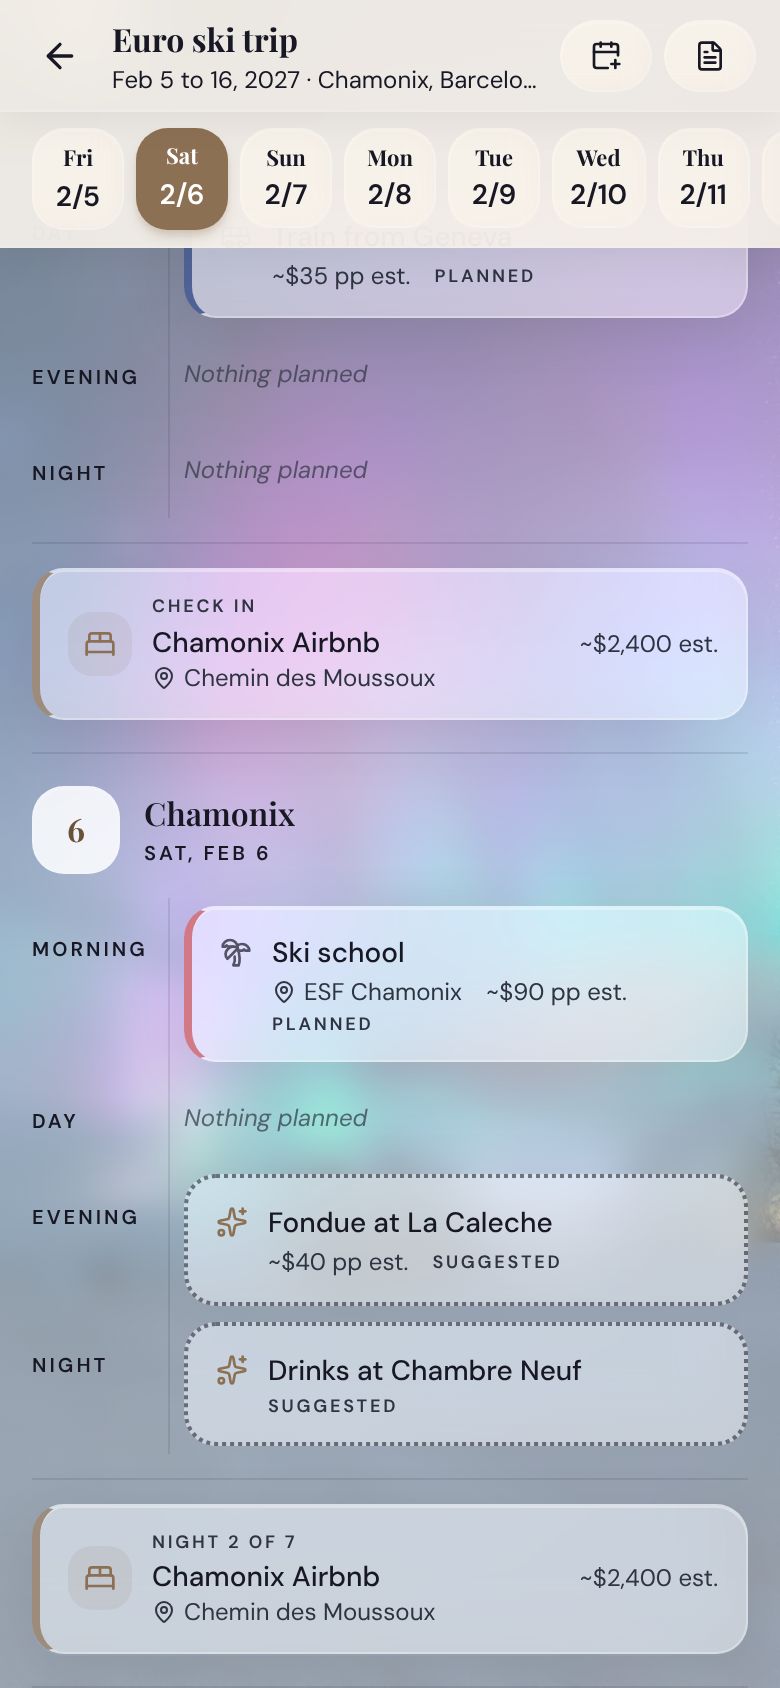 Euro ski trip
Feb 5 to 16, 2027 · Chamonix, Barcelo...
Fri
2/5
Sat
2/6
Sun
2/7
Mon
2/8
Tue
2/9
Wed
2/10
Thu
2/11
DAY
Train from Geneva
~$35 pp est. PLANNED
EVENING
Nothing planned
NIGHT
Nothing planned
CHECK IN
Chamonix Airbnb
~$2,400 est.
Chemin des Moussoux
6
Chamonix
SAT, FEB 6
MORNING
Ski school
ESF Chamonix ~$90 pp est.
PLANNED
DAY
Nothing planned
EVENING
Fondue at La Caleche
~$40 pp est. SUGGESTED
NIGHT
Drinks at Chambre Neuf
SUGGESTED
NIGHT 2 OF 7
Chamonix Airbnb
~$2,400 est.
Chemin des Moussoux